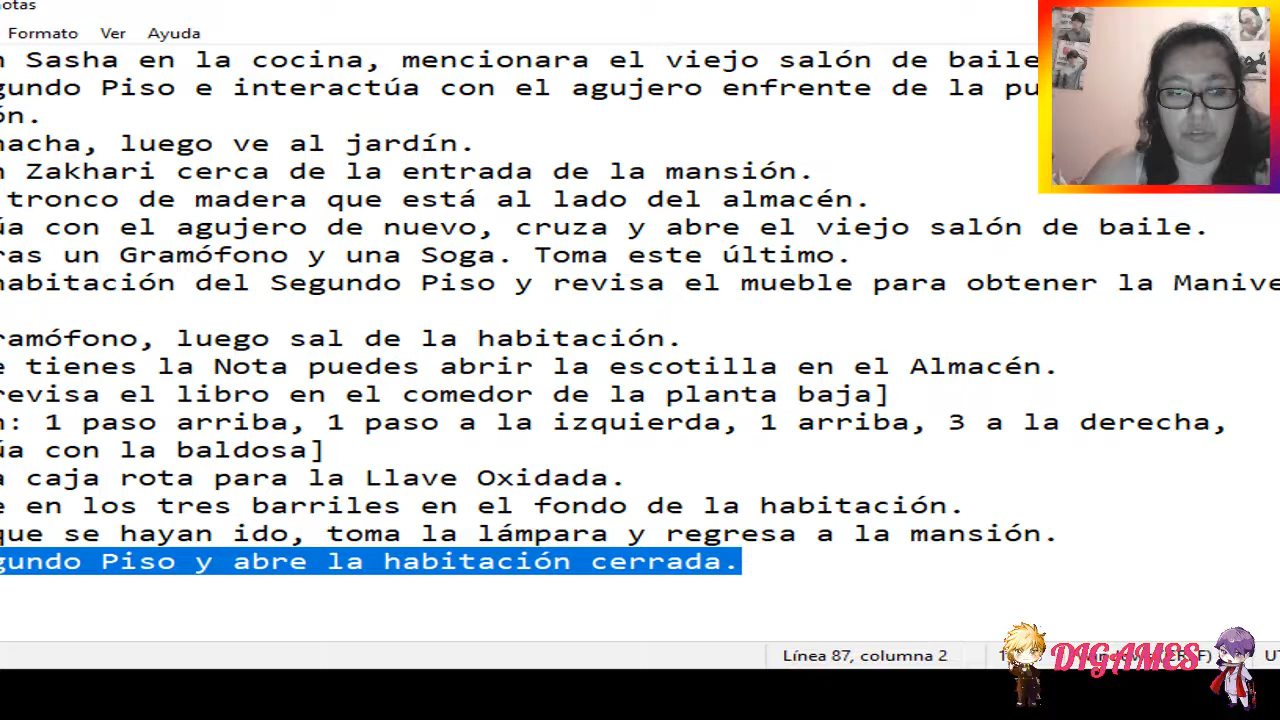 otas
Formato Ver Ayuda
n Sasha en la cocina, mencionara el viejo salón de baile
gundo Piso e interactúa con el agujero enfrente de la pu
ón.
hacha, luego ve al jardín.
n Zakhari cerca de la entrada de la mansión.
tronco de madera que está al lado del almacén.
úa con el agujero de nuevo, cruza y abre el viejo salón de baile.
ras un Gramófono y una Soga. Toma este último.
habitación del Segundo Piso y revisa el mueble para obtener la Manive
ramófono, luego sal de la habitación.
e tienes la Nota puedes abrir la escotilla en el Almacén.
revisa el libro en el comedor de la planta baja]
n: 1 paso arriba, 1 paso a la izquierda, 1 arriba, 3 a la derecha,
úa con la baldosa]
a caja rota para la Llave Oxidada.
e en los tres barriles en el fondo de la habitación.
que se hayan ido, toma la lámpara y regresa a la mansión.
gundo Piso y abre la habitación cerrada.
Línea 87, columna 2
DIGAMES